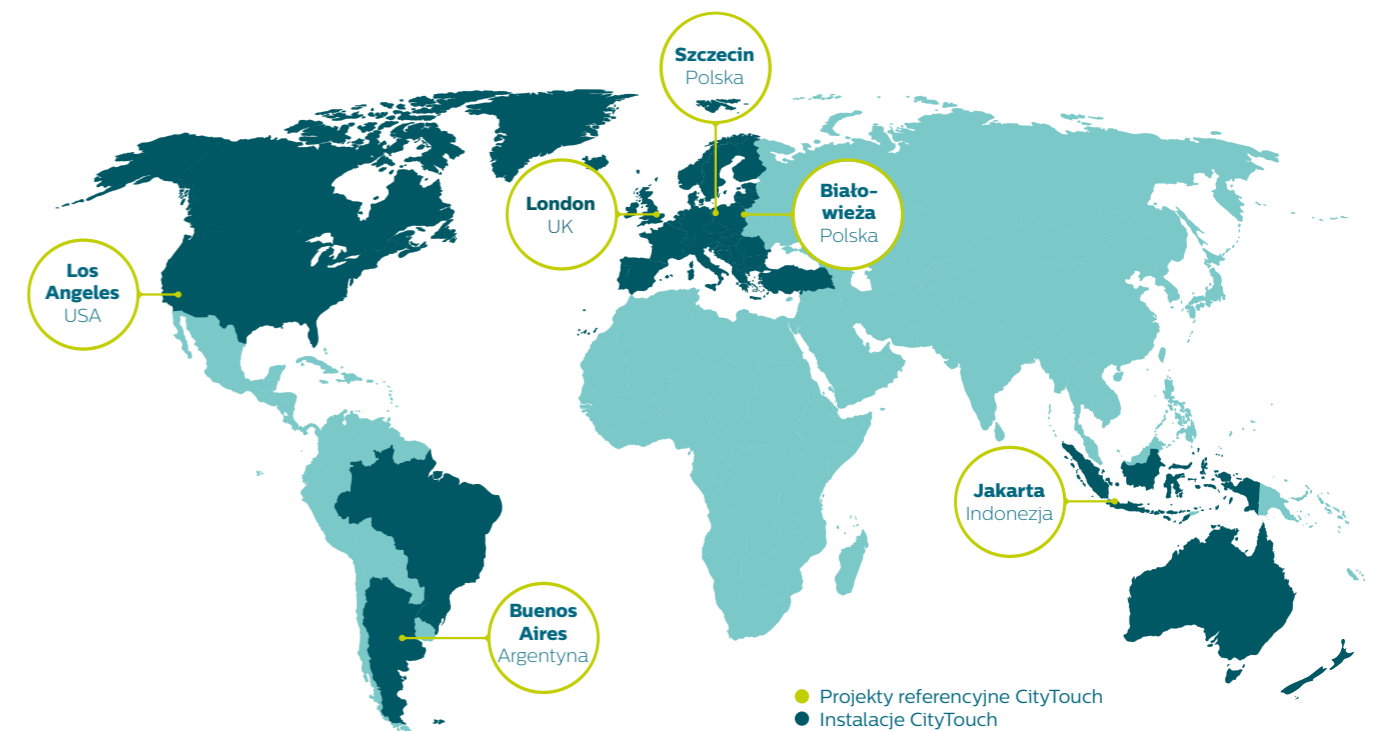 Szczecin
Polska
London
UK
Biało-
wieża
Polska
Los
Angeles
USA
Jakarta
Indonezja
Buenos
Aires
Argentyna
Projekty referencyjne CityTouch
Instalacje CityTouch